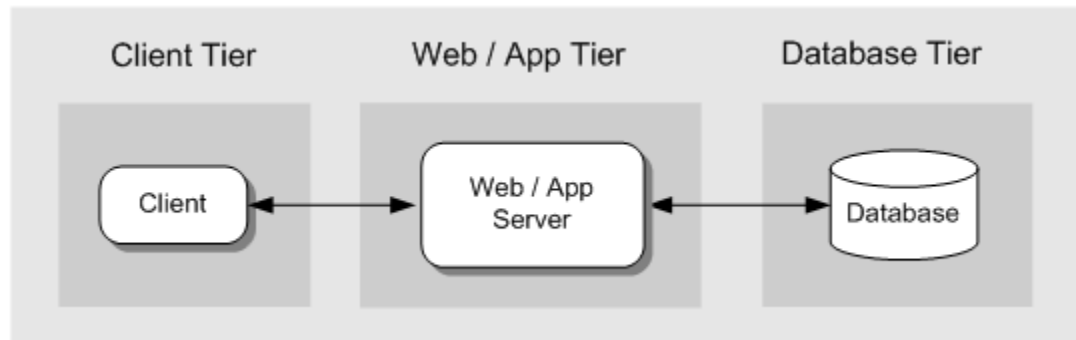 Client Tier
Web / App Tier
Database Tier
Client
Web / App
Server
Database